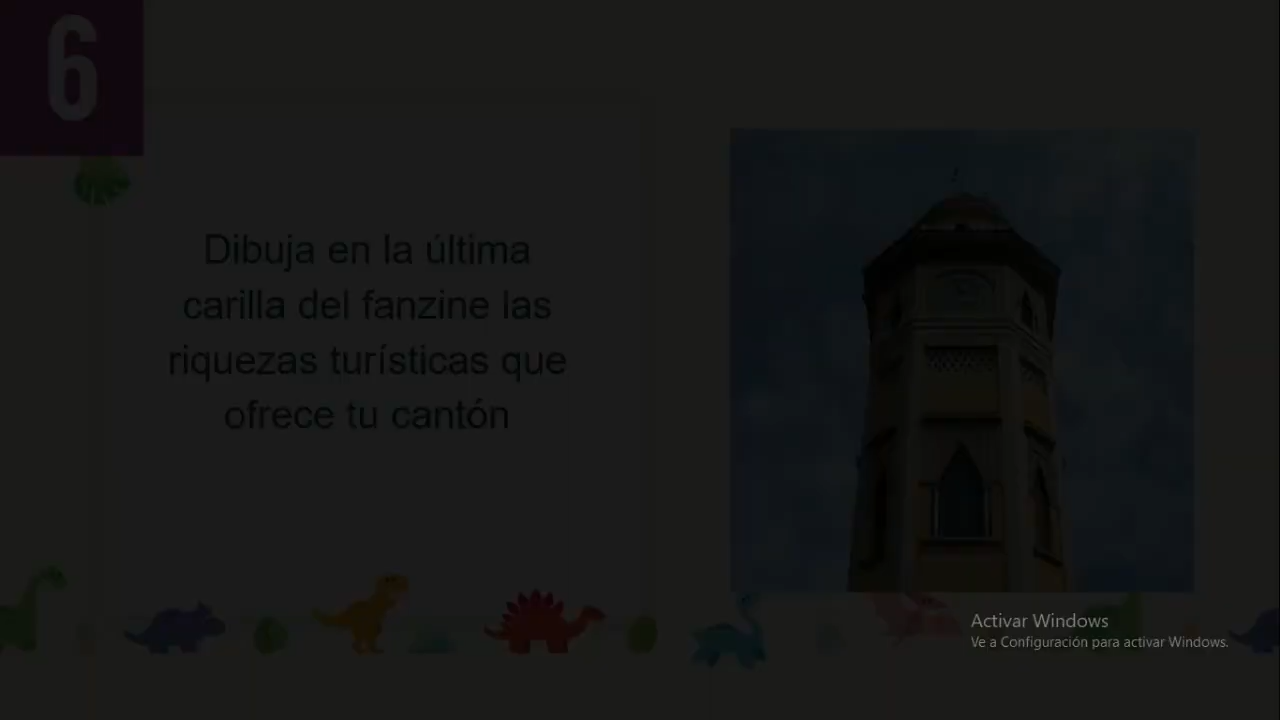 6
Dibuja en la última
carilla del fanzine las
riquezas turísticas que
ofrece tu cantón
Activar Windows
Ve a Configuración para activar Windows.